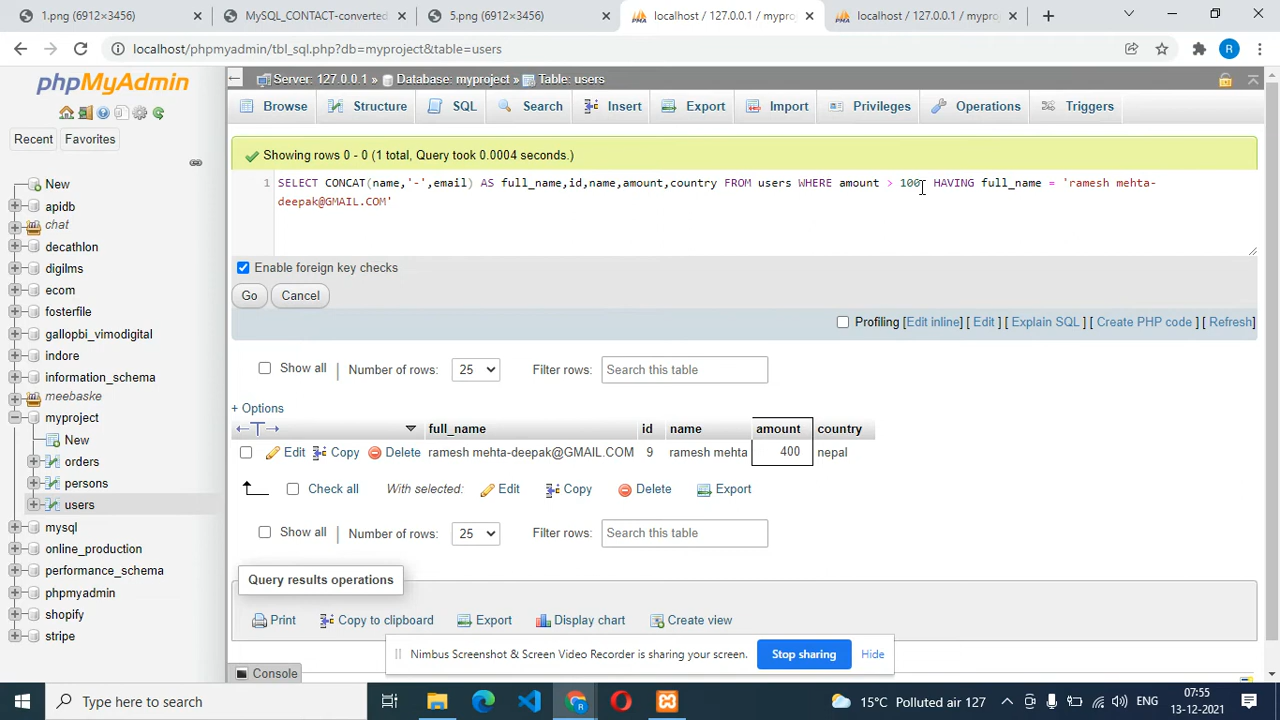 1.png (6912×3456)
MySQL_CONTACT-converted
5.png (6912×3456)
localhost / 127.0.0.1 / mypro
localhost / 127.0.0.1 / mypro
localhost/phpmyadmin/tbl_sql.php?db=myproject&table=users
R
phpMyAdmin
Recent
Favorites
New
apidb
chat
decathlon
digilms
ecom
fosterfile
gallopbi_vimodigital
indore
information_schema
meebaske
myproject
New
orders
persons
users
mysql
online_production
performance_schema
phpmyadmin
shopify
stripe
Server: 127.0.0.1 » Database: myproject » Table: users
Browse
Structure
SQL
Search
Insert
Export
Import
Privileges
Operations
Triggers
Showing rows 0 - 0 (1 total, Query took 0.0004 seconds.)
1 SELECT CONCAT(name,'-',email) AS full_name,id,name,amount,country FROM users WHERE amount > 100 HAVING full_name = 'ramesh mehta-
deepak@GMAIL.COM'
Enable foreign key checks
Go
Cancel
Profiling [Edit inline] [ Edit ] [ Explain SQL ] [ Create PHP code ] [ Refresh]
Show all | Number of rows: 25 Filter rows: Search this table
+ Options
←T→ full_name id name amount country
Edit Copy Delete ramesh mehta-deepak@GMAIL.COM 9 ramesh mehta 400 nepal
Check all With selected: Edit Copy Delete Export
Show all | Number of rows: 25 Filter rows: Search this table
Query results operations
Print Copy to clipboard Export Display chart Create view
Nimbus Screenshot & Screen Video Recorder is sharing your screen. Stop sharing Hide
Console
Type here to search
15°C Polluted air 127
ENG
07:55
13-12-2021